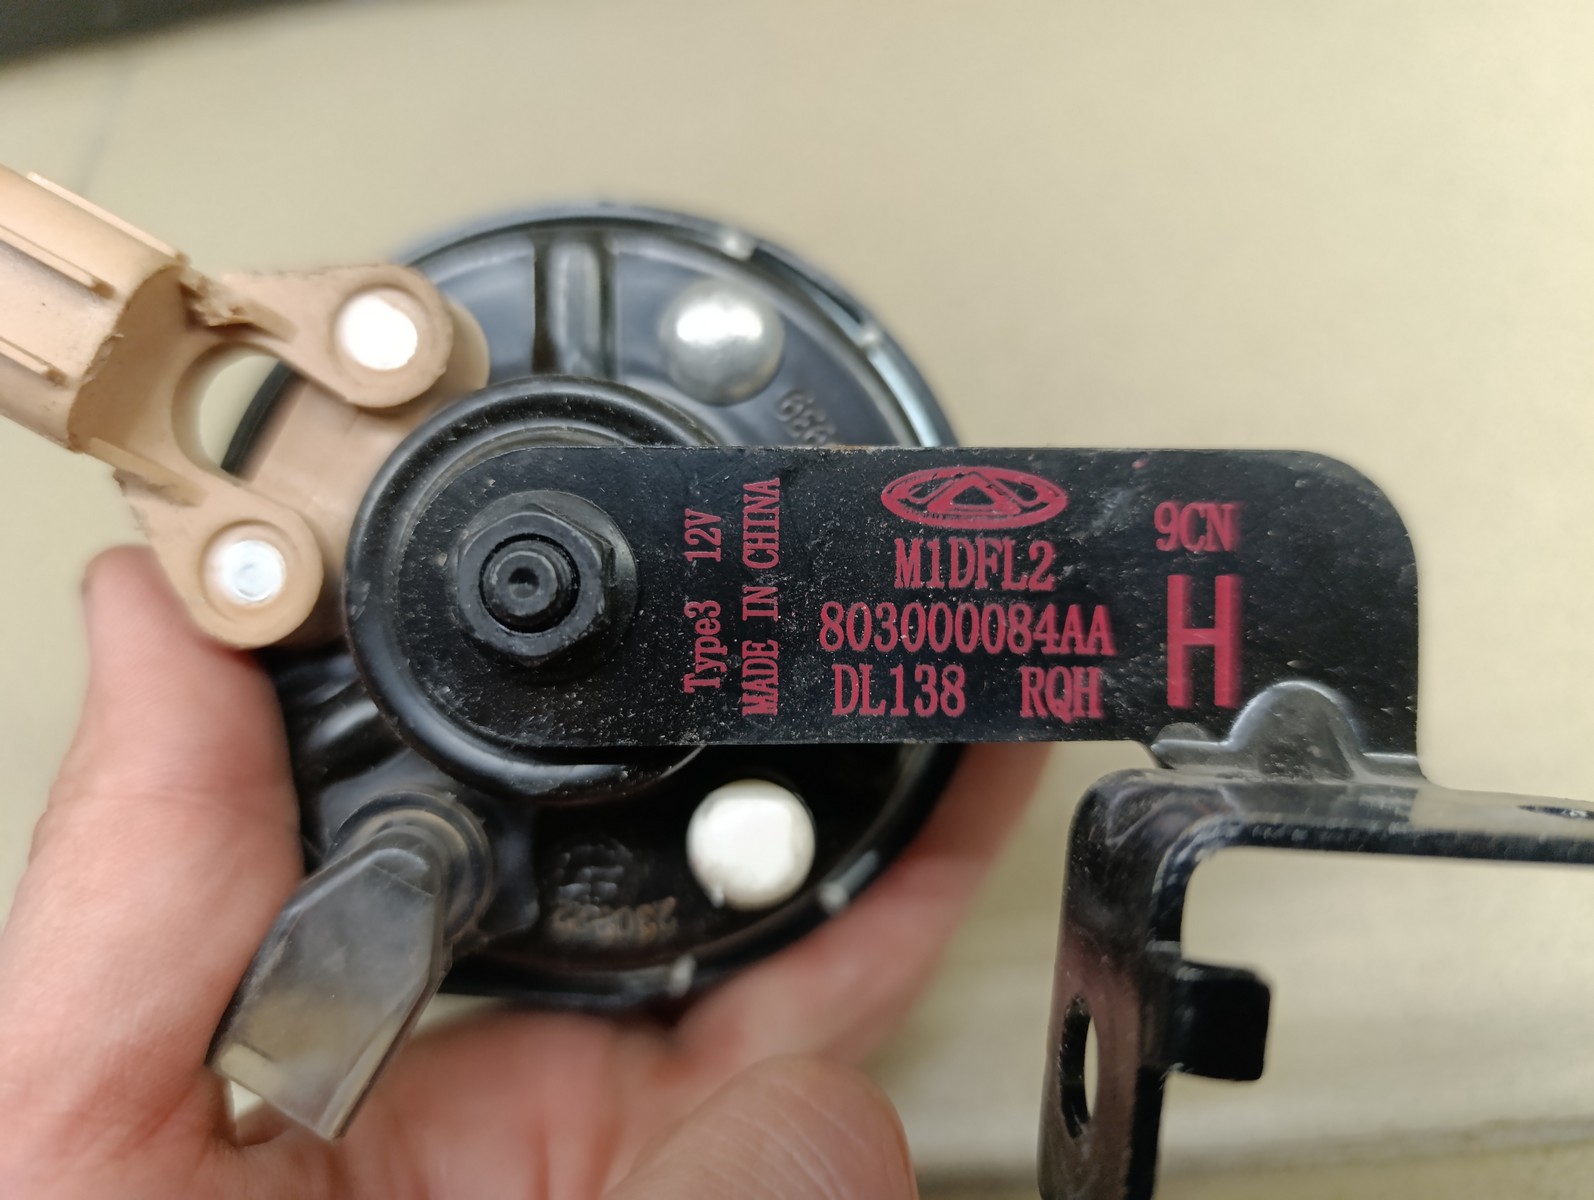 Type3 12V
MADE IN CHINA
M1DFL2
803000084AA
DL138 RQH
9CN
H